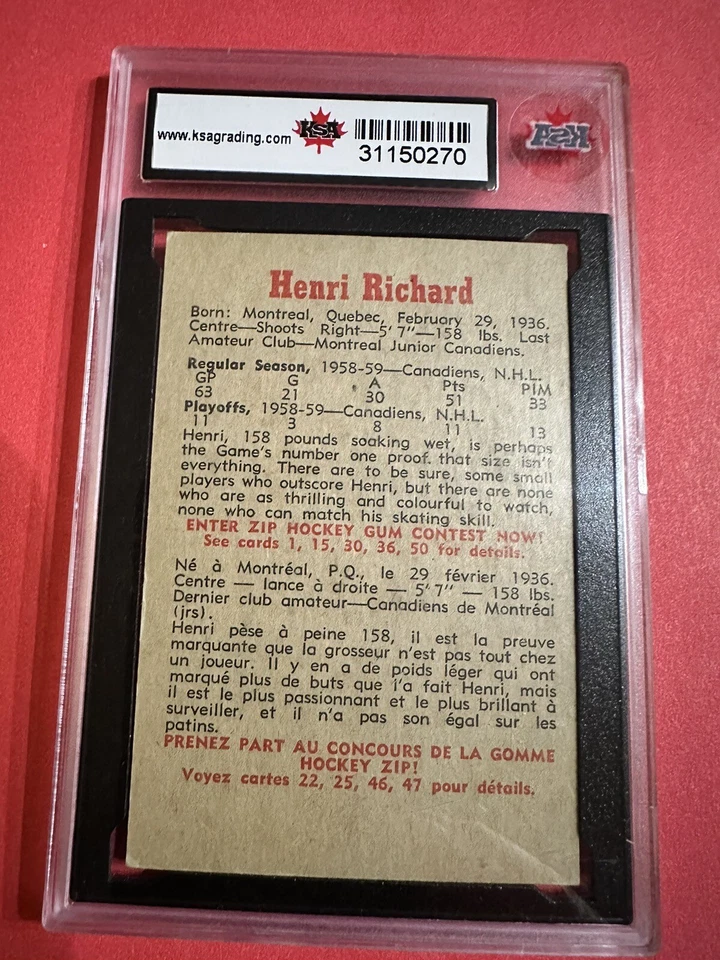 www.ksagrading.com KSA 31150270
KSA
Henri Richard
Born: Montreal, Quebec, February 29, 1936.
Centre—Shoots Right—5' 7"—158 lbs. Last
Amateur Club—Montreal Junior Canadiens.
Regular Season, 1958-59—Canadiens, N.H.L.
GP G A Pts PIM
63 21 30 51 33
Playoffs, 1958-59—Canadiens, N.H.L.
11 3 8 11 13
Henri, 158 pounds soaking wet, is perhaps
the Game's number one proof. that size isn't
everything. There are to be sure, some small
players who outscore Henri, but there are none
who are as thrilling and colourful to watch,
none who can match his skating skill.
ENTER ZIP HOCKEY GUM CONTEST NOW!
See cards 1, 15, 30, 36, 50 for details.
Né à Montréal, P.Q., le 29 février 1936.
Centre — lance à droite — 5' 7" — 158 lbs.
Dernier club amateur—Canadiens de Montréal
(jrs).
Henri pèse à peine 158, il est la preuve
marquante que la grosseur n'est pas tout chez
un joueur. Il y en a de poids léger qui ont
marqué plus de buts que i'a fait Henri, mais
il est le plus passionnant et le plus brillant à
surveiller, et il n'a pas son égal sur les
patins.
PRENEZ PART AU CONCOURS DE LA GOMME
HOCKEY ZIP!
Voyez cartes 22, 25, 46, 47 pour détails.